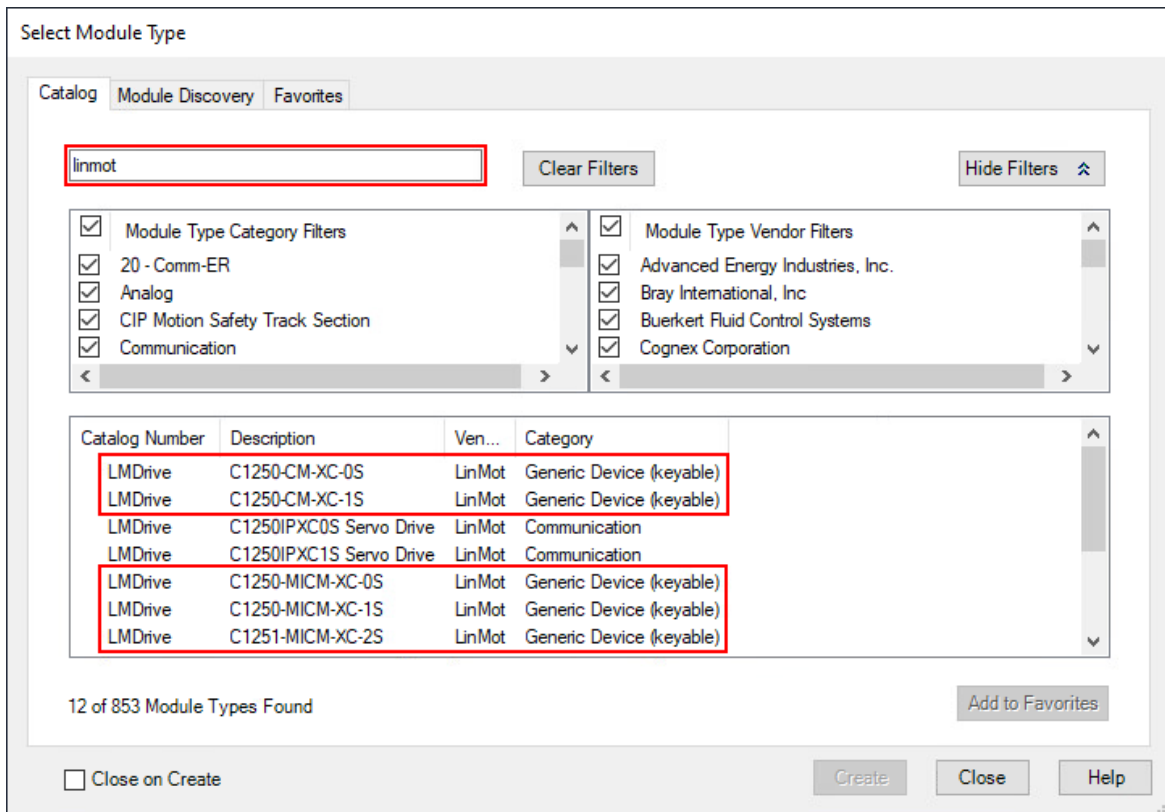 Select Module Type
Catalog Module Discovery Favorites
linmot Clear Filters Hide Filters
Module Type Category Filters
20 - Comm-ER
Analog
CIP Motion Safety Track Section
Communication
Module Type Vendor Filters
Advanced Energy Industries, Inc.
Bray International, Inc
Buerkert Fluid Control Systems
Cognex Corporation
Catalog Number Description Ven... Category
LMDrive C1250-CM-XC-0S LinMot Generic Device (keyable)
LMDrive C1250-CM-XC-1S LinMot Generic Device (keyable)
LMDrive C1250IPXC0S Servo Drive LinMot Communication
LMDrive C1250IPXC1S Servo Drive LinMot Communication
LMDrive C1250-MICM-XC-0S LinMot Generic Device (keyable)
LMDrive C1250-MICM-XC-1S LinMot Generic Device (keyable)
LMDrive C1251-MICM-XC-2S LinMot Generic Device (keyable)
12 of 853 Module Types Found Add to Favorites
Close on Create Create Close Help